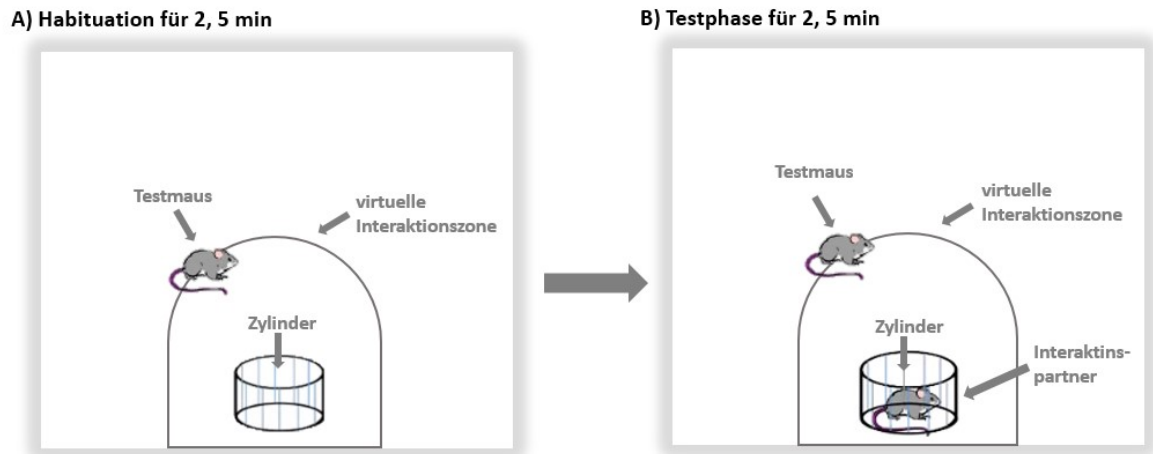 A) Habituation für 2, 5 min
B) Testphase für 2, 5 min
Testmaus
virtuelle
Interaktionszone
Zylinder
Testmaus
virtuelle
Interaktionszone
Zylinder
Interaktins-
partner